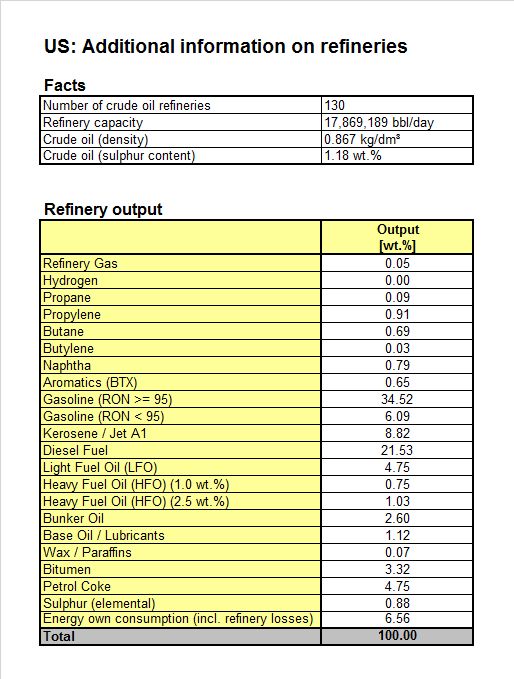 US: Additional information on refineries
Facts
Number of crude oil refineries 130
Refinery capacity 17,869,189 bbl/day
Crude oil (density) 0.867 kg/dm³
Crude oil (sulphur content) 1.18 wt.%
Refinery output
Output
[wt.%]
Refinery Gas 0.05
Hydrogen 0.00
Propane 0.09
Propylene 0.91
Butane 0.69
Butylene 0.03
Naphtha 0.79
Aromatics (BTX) 0.65
Gasoline (RON >= 95) 34.52
Gasoline (RON < 95) 6.09
Kerosene / Jet A1 8.82
Diesel Fuel 21.53
Light Fuel Oil (LFO) 4.75
Heavy Fuel Oil (HFO) (1.0 wt.%) 0.75
Heavy Fuel Oil (HFO) (2.5 wt.%) 1.03
Bunker Oil 2.60
Base Oil / Lubricants 1.12
Wax / Paraffins 0.07
Bitumen 3.32
Petrol Coke 4.75
Sulphur (elemental) 0.88
Energy own consumption (incl. refinery losses) 6.56
Total 100.00